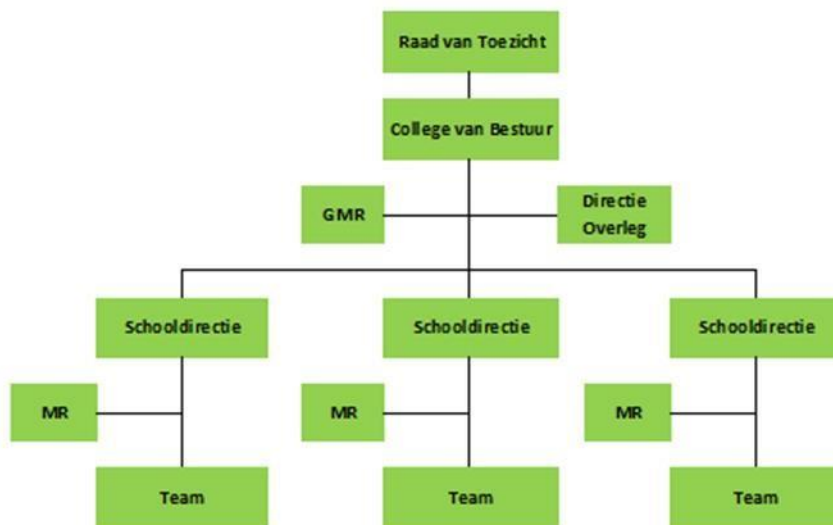 Raad van Toezicht
College van Bestuur
GMR
Directie
Overleg
Schooldirectie
Schooldirectie
Schooldirectie
MR
MR
MR
Team
Team
Team